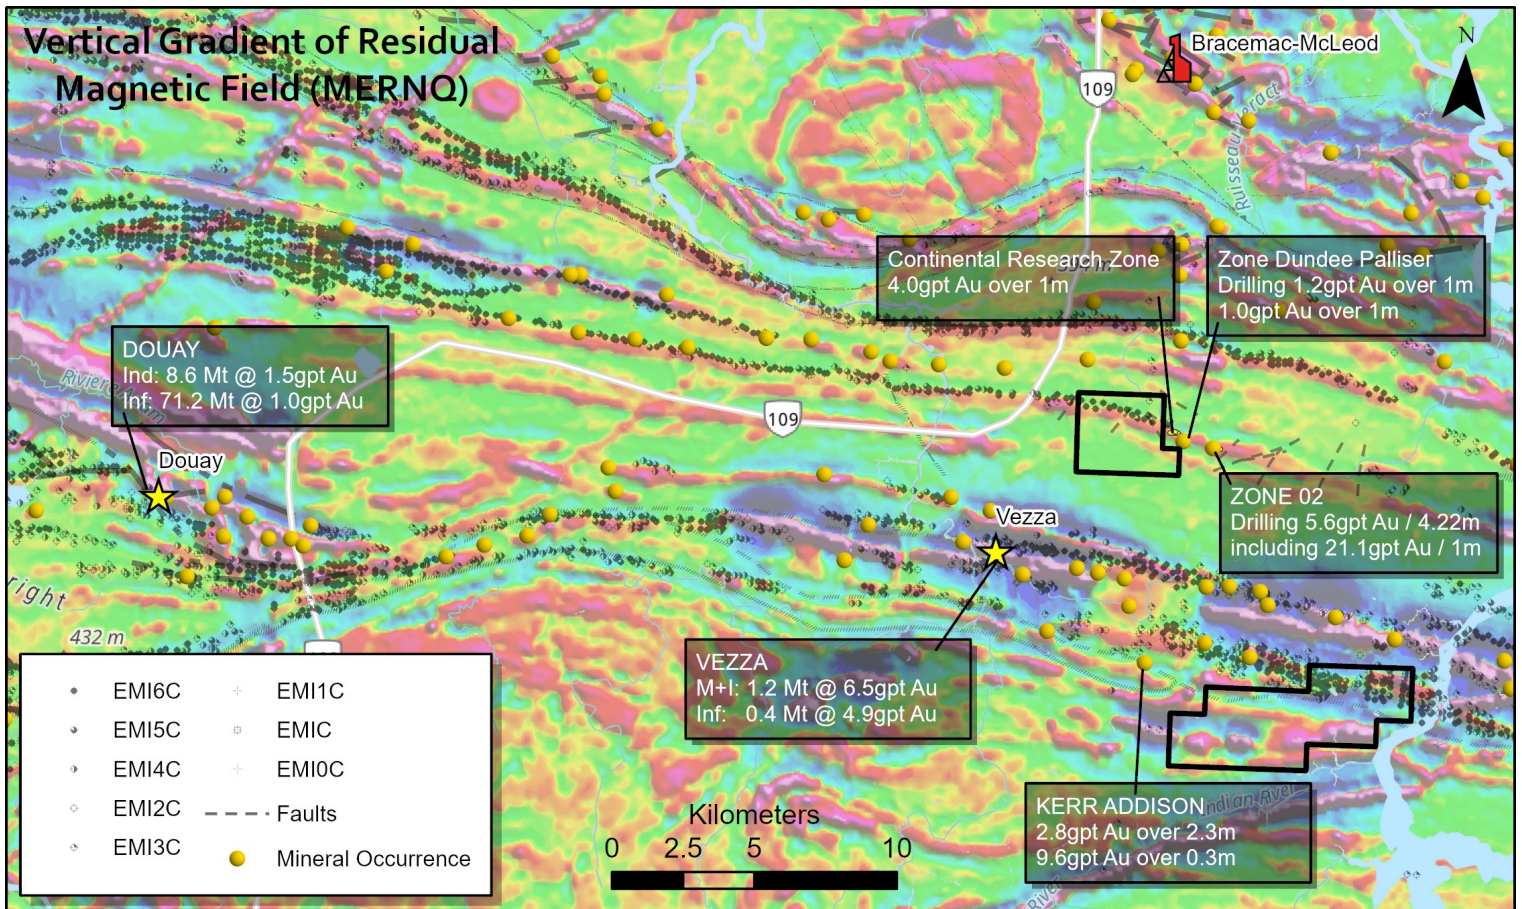 Vertical Gradient of Residual
Magnetic Field (MERNQ)
Bracemac-McLeod
N
109
Continental Research Zone
4.0gpt Au over 1m
Zone Dundee Palliser
Drilling 1.2gpt Au over 1m
1.0gpt Au over 1m
DOUAY
Ind: 8.6 Mt @ 1.5gpt Au
Inf: 71.2 Mt @ 1.0gpt Au
109
Douay
ZONE 02
Drilling 5.6gpt Au / 4.22m
including 21.1gpt Au / 1m
Vezza
right
432 m
VEZZA
M+I: 1.2 Mt @ 6.5gpt Au
Inf: 0.4 Mt @ 4.9gpt Au
EMI6C
EMI5C
EMI4C
EMI2C
EMI3C
EMI1C
EMIC
EMI0C
Faults
Mineral Occurrence
Kilometers
0 2.5 5 10
KERR ADDISON
2.8gpt Au over 2.3m
9.6gpt Au over 0.3m
Indian River
River